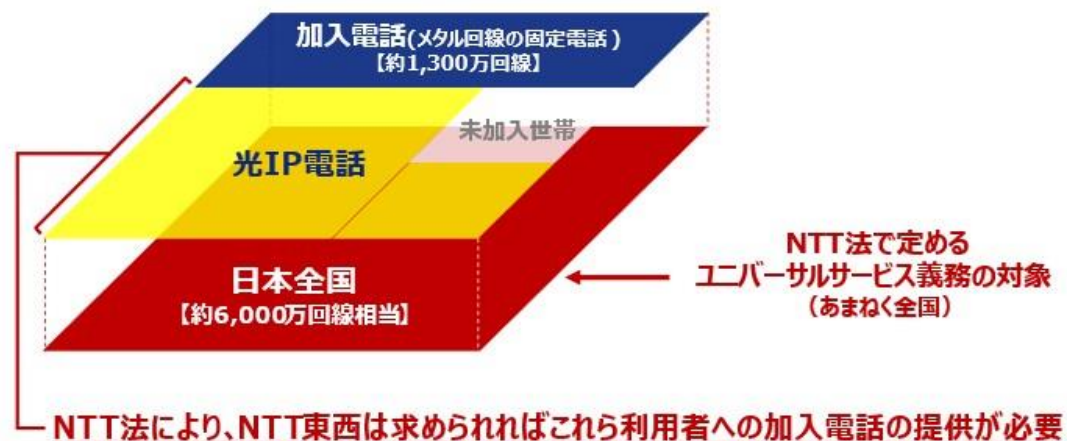 加入電話(メタル回線の固定電話)
【約1,300万回線】
未加入世帯
光IP電話
日本全国
【約6,000万回線相当】
NTT法で定める
ユニバーサルサービス義務の対象
(あまねく全国)
NTT法により、NTT東西は求められればこれら利用者への加入電話の提供が必要